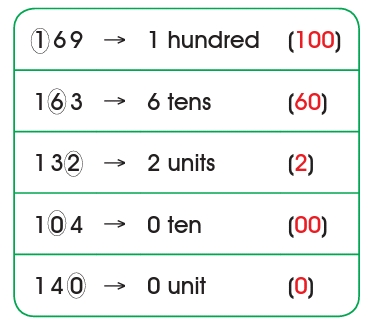 169 → 1 hundred (100)
163 → 6 tens (60)
132 → 2 units (2)
104 → 0 ten (00)
140 → 0 unit (0)